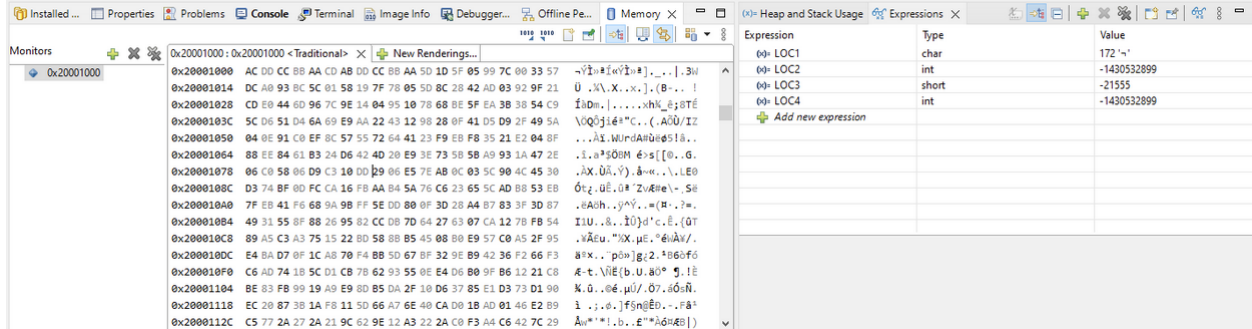 Installed ... Properties Problems Console Terminal Image Info Debugger... Offline Pe... Memory
Monitors
0x20001000
0x20001000 : 0x20001000 <Traditional> New Renderings...
0x20001000 AC DD CC BB AA CD AB DD CC BB AA 5D 1D 5F 05 99 7C 00 33 57
0x20001014 DC A0 93 BC 5C 01 58 19 7F 78 05 5D 8C 28 42 AD 03 92 9F 21
0x20001028 CD E0 44 6D 96 7C 9E 14 04 95 10 78 68 BE 5F EA 3B 38 54 C9
0x2000103C 5C D6 51 D4 6A 69 E9 AA 22 43 12 98 28 0F 41 D5 D9 2F 49 5A
0x20001050 04 0E 91 C0 EF 8C 57 55 72 64 41 23 F9 EB F8 35 21 E2 04 8F
0x20001064 88 EE 84 61 B3 24 D6 42 4D 20 E9 3E 73 5B 5B A9 93 1A 47 2E
0x20001078 06 C0 58 06 D9 C3 10 DD 29 06 E5 7E AB 0C 03 5C 90 4C 45 30
0x2000108C D3 74 BF 0D FC CA 16 FB AA B4 5A 76 C6 23 65 5C AD B8 53 EB
0x200010A0 7F EB 41 F6 68 9A 9B FF 5E DD 80 0F 3D 28 A4 B7 83 3F 3D 87
0x200010B4 49 31 55 8F 88 26 95 82 CC DB 7D 64 27 63 07 CA 12 7B FB 54
0x200010C8 89 A5 C3 A3 75 15 22 BD 58 8B B5 45 08 B0 E9 57 C0 A5 2F 95
0x200010DC E4 BA D7 0F 1C A8 70 F4 BB 5D 67 BF 32 9E B9 42 36 F2 66 F3
0x200010F0 C6 AD 74 1B 5C D1 CB 7B 62 93 55 0E E4 D6 B0 9F B6 12 21 C8
0x20001104 BE 83 FB 99 19 A9 E9 8D B5 DA 2F 10 D6 37 85 E1 D3 73 D1 90
0x20001118 EC 20 87 3B 1A F8 11 5D 66 A7 6E 40 CA D0 1B AD 01 46 E2 B9
0x2000112C C5 77 2A 27 2A 21 9C 62 9E 12 A3 22 2A C0 F3 A4 C6 42 7C 29
(x)= Heap and Stack Usage Expressions
Expression Type Value
(x)= LOC1 char 172 '¬'
(x)= LOC2 int -1430532899
(x)= LOC3 short -21555
(x)= LOC4 int -1430532899
Add new expression